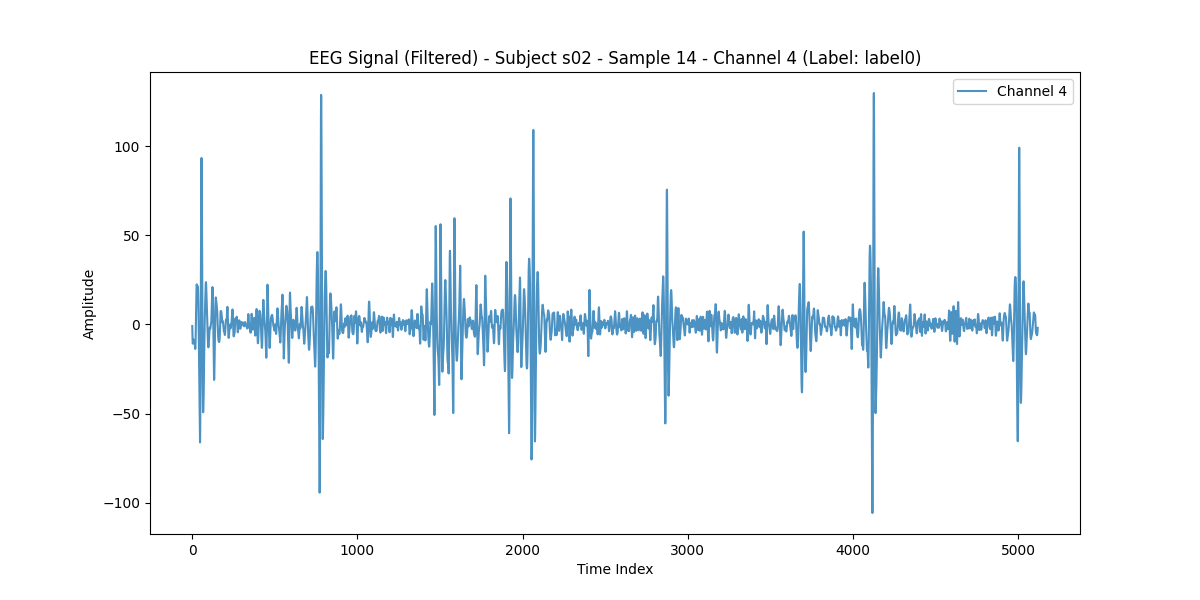 EEG Signal (Filtered) - Subject s02 - Sample 14 - Channel 4 (Label: label0)
Channel 4
100
50
0
−50
−100
Amplitude
0 1000 2000 3000 4000 5000
Time Index